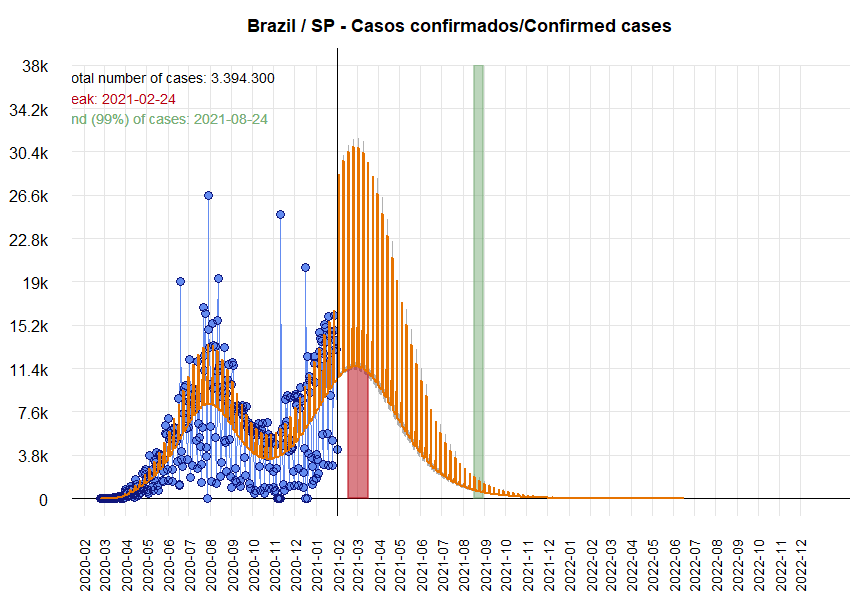 Brazil / SP - Casos confirmados/Confirmed cases
38k
otal number of cases: 3.394.300
eak: 2021-02-24
34.2k
nd (99%) of cases: 2021-08-24
30.4k
26.6k
22.8k
19k
15.2k
11.4k
7.6k
3.8k
0
2020-02
2020-03
2020-04
2020-05
2020-06
2020-07
2020-08
2020-09
2020-10
2020-11
2020-12
2021-01
2021-02
2021-03
2021-04
2021-05
2021-06
2021-07
2021-08
2021-09
2021-10
2021-11
2021-12
2022-01
2022-02
2022-03
2022-04
2022-05
2022-06
2022-07
2022-08
2022-09
2022-10
2022-11
2022-12